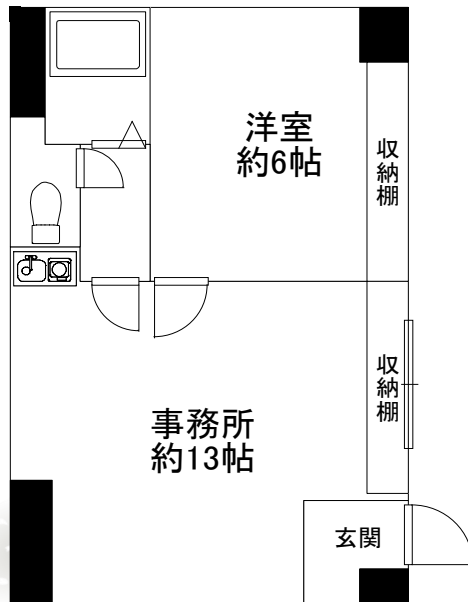 洋室
約6帖
収納棚
収納棚
事務所
約13帖
玄関